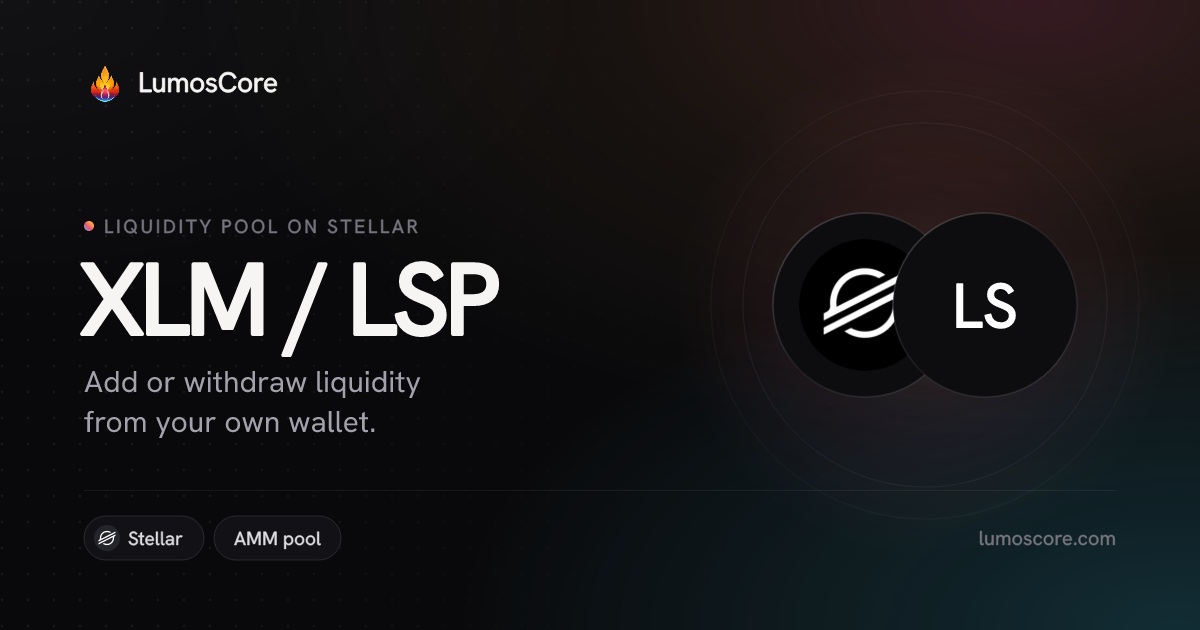 LumosCore
LIQUIDITY POOL ON STELLAR
XLM / LSP
Add or withdraw liquidity
from your own wallet.
LS
Stellar
AMM pool
lumoscore.com